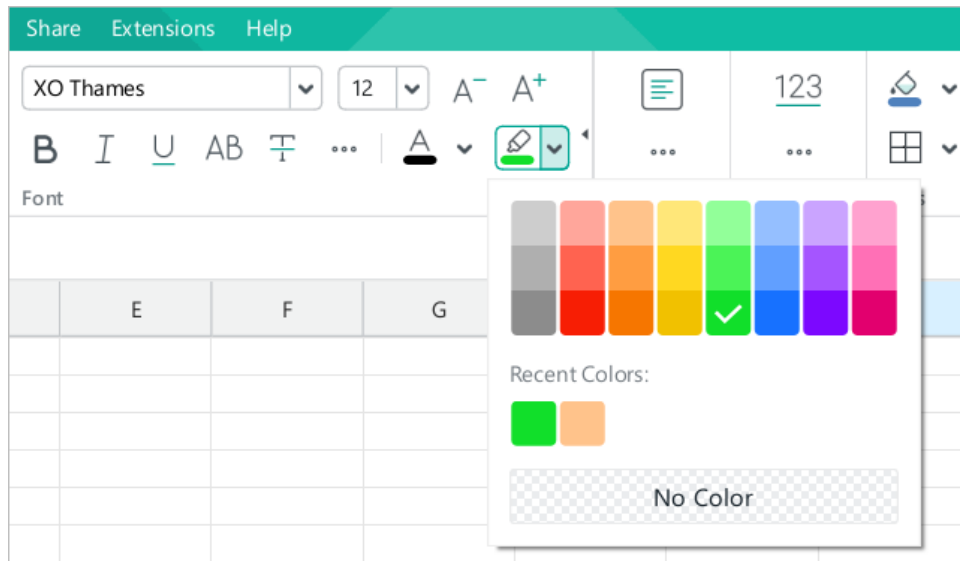 Share Extensions Help
XO Thames 12 A− A+ 123
B I U AB T A
Font
E F G
Recent Colors:
No Color